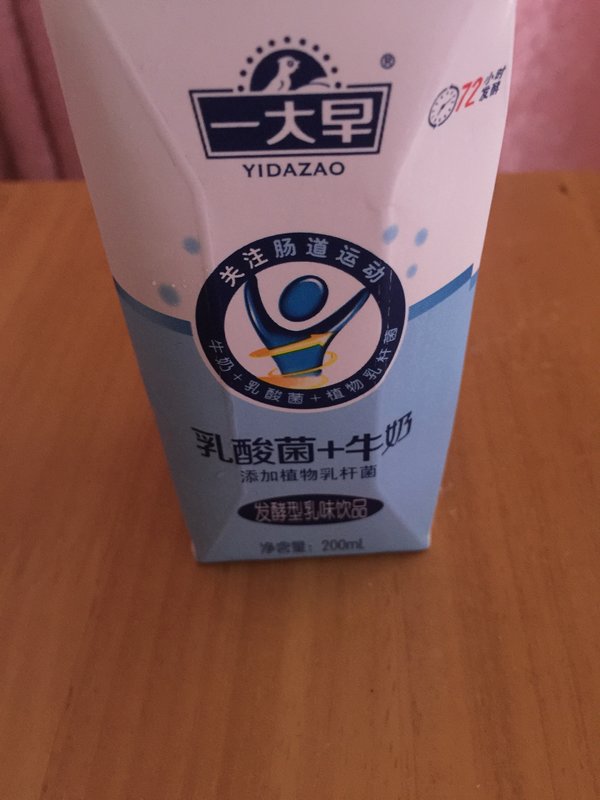 ®
一大早
YIDAZAO
72小时
发酵
关注肠道运动
牛奶+乳酸菌+植物乳杆菌
乳酸菌+牛奶
添加植物乳杆菌
发酵型乳味饮品
净含量：200mL